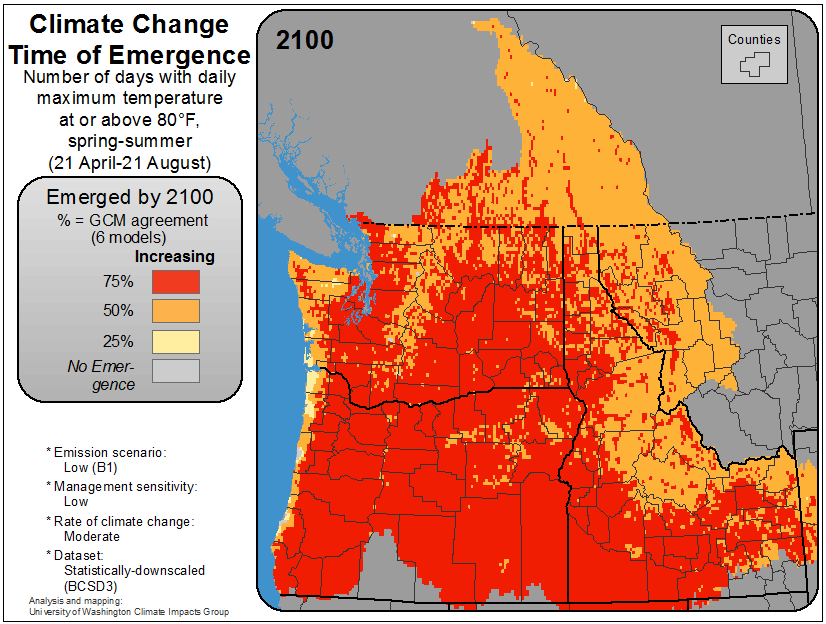 Climate Change
Time of Emergence
Number of days with daily
maximum temperature
at or above 80°F,
spring-summer
(21 April-21 August)
Emerged by 2100
% = GCM agreement
(6 models)
Increasing
75%
50%
25%
No Emer-
gence
* Emission scenario:
Low (B1)
* Management sensitivity:
Low
* Rate of climate change:
Moderate
* Dataset:
Statistically-downscaled
(BCSD3)
Analysis and mapping:
University of Washington Climate Impacts Group
2100
Counties